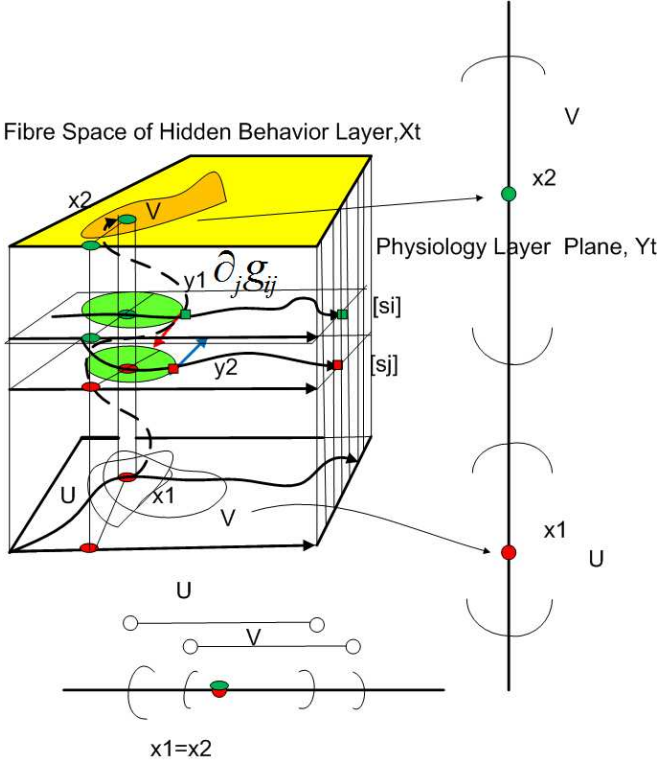 V
Fibre Space of Hidden Behavior Layer,Xt
x2
x2
V
Physiology Layer Plane, Yt
y1
∂jgij
[si]
[sj]
y2
U
x1
V
x1
U
U
V
x1=x2